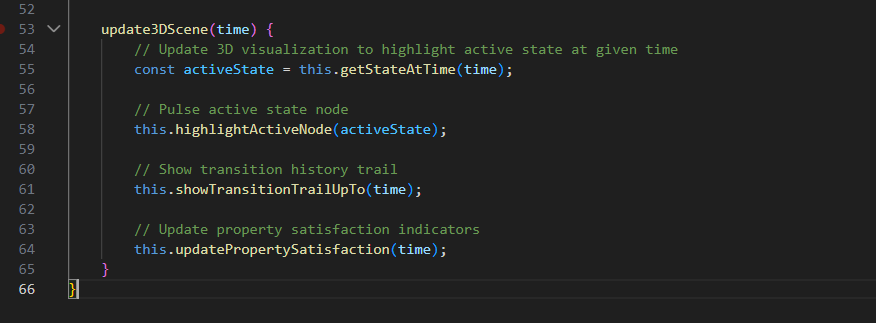 52
53 update3DScene(time) {
54 // Update 3D visualization to highlight active state at given time
55 const activeState = this.getStateAtTime(time);
56
57 // Pulse active state node
58 this.highlightActiveNode(activeState);
59
60 // Show transition history trail
61 this.showTransitionTrailUpTo(time);
62
63 // Update property satisfaction indicators
64 this.updatePropertySatisfaction(time);
65 }
66 }